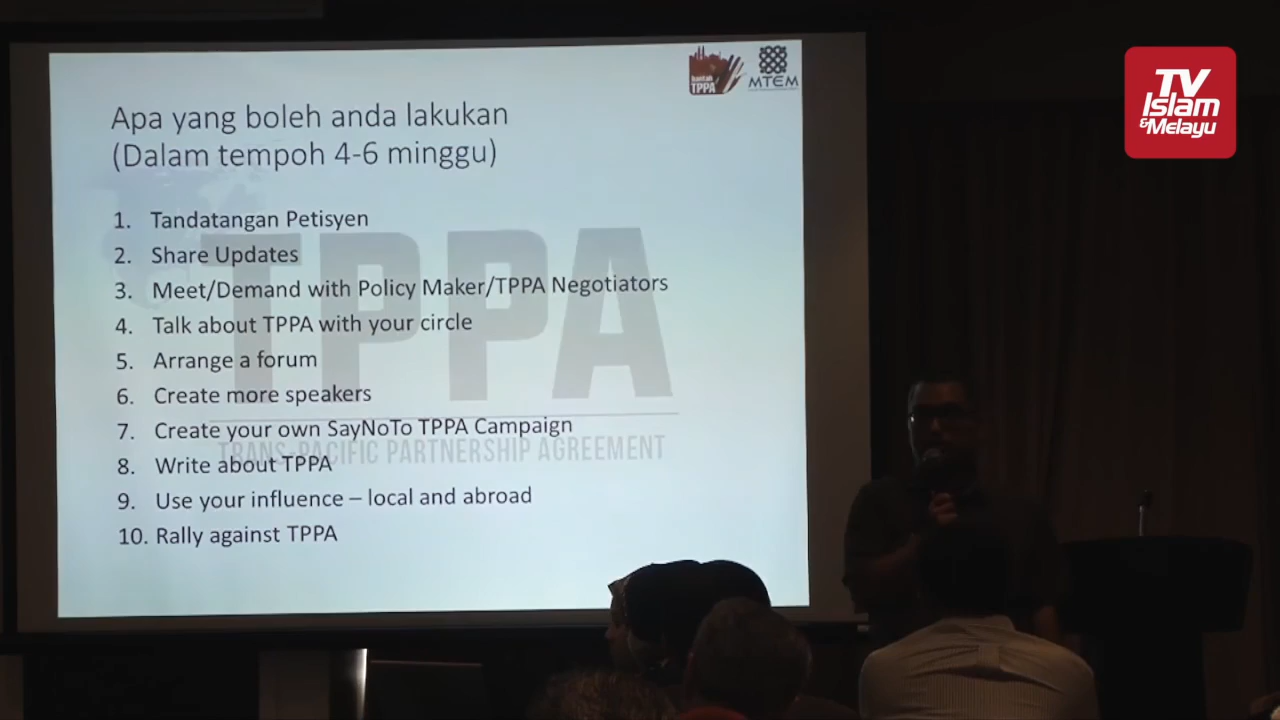 bantah
TPPA
MTEM
TV
Islam
&Melayu
Apa yang boleh anda lakukan
(Dalam tempoh 4-6 minggu)
1. Tandatangan Petisyen
2. Share Updates
3. Meet/Demand with Policy Maker/TPPA Negotiators
4. Talk about TPPA with your circle
5. Arrange a forum
6. Create more speakers
7. Create your own SayNoTo TPPA Campaign
8. Write about TPPA
9. Use your influence – local and abroad
10. Rally against TPPA
TPPA
TRANS-PACIFIC PARTNERSHIP AGREEMENT